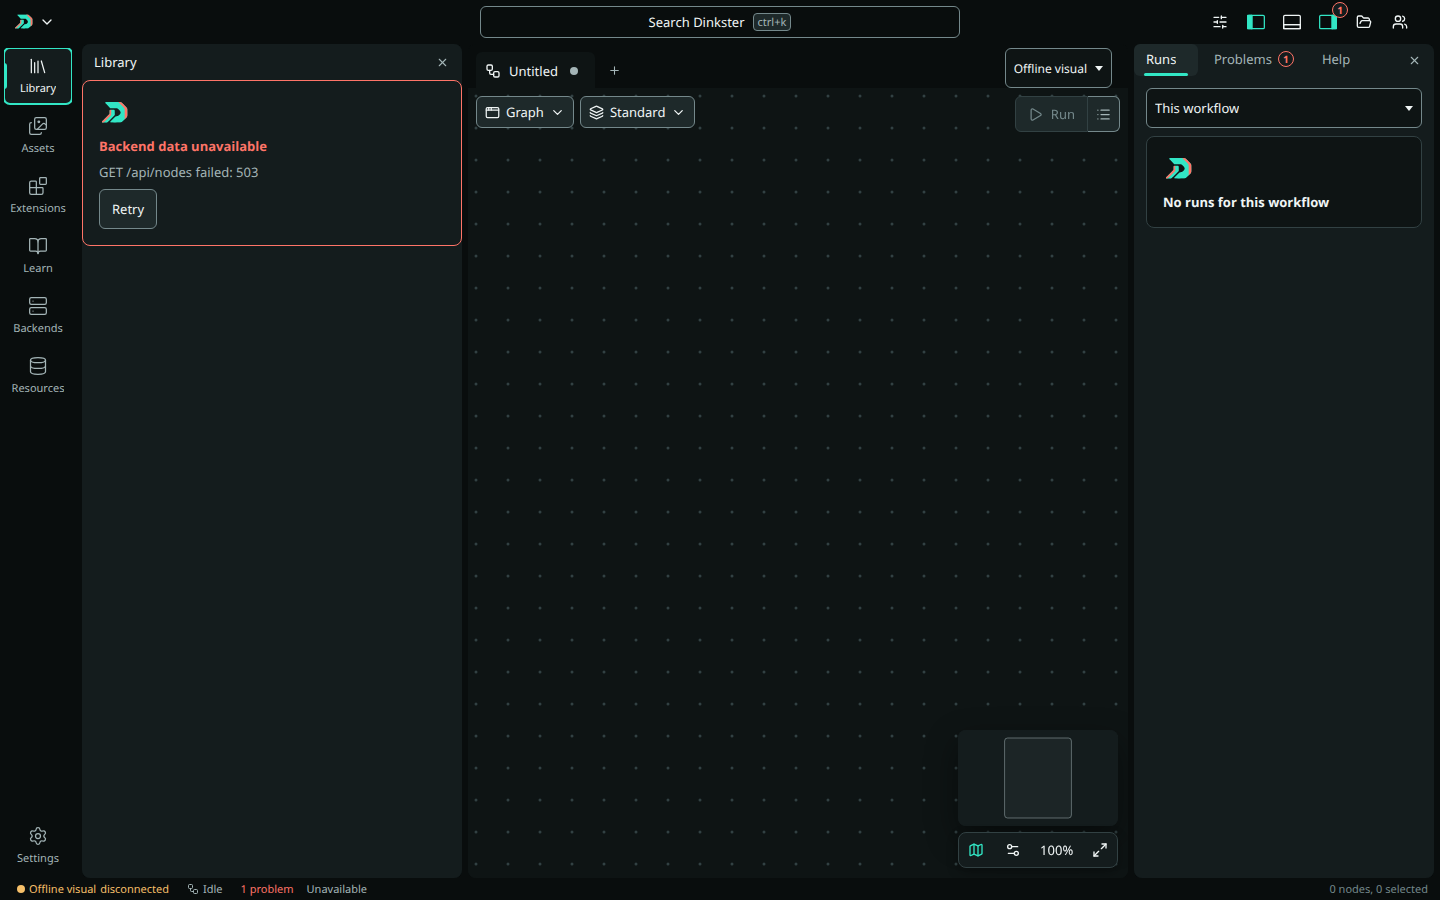 Search Dinkster ctrl+k
1
Library
Assets
Extensions
Learn
Backends
Resources
Settings
Library
Backend data unavailable
GET /api/nodes failed: 503
Retry
Untitled
Offline visual
Graph
Standard
Run
100%
Runs
Problems 1
Help
This workflow
No runs for this workflow
Offline visual disconnected
Idle
1 problem
Unavailable
0 nodes, 0 selected